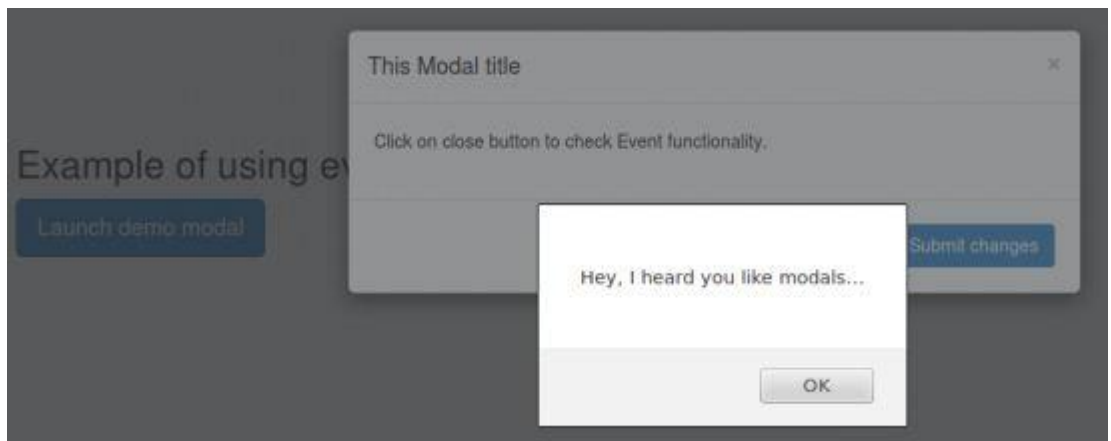 This Modal title ×
Click on close button to check Event functionality.
Example of using ev
Launch demo modal
Submit changes
Hey, I heard you like modals...
OK